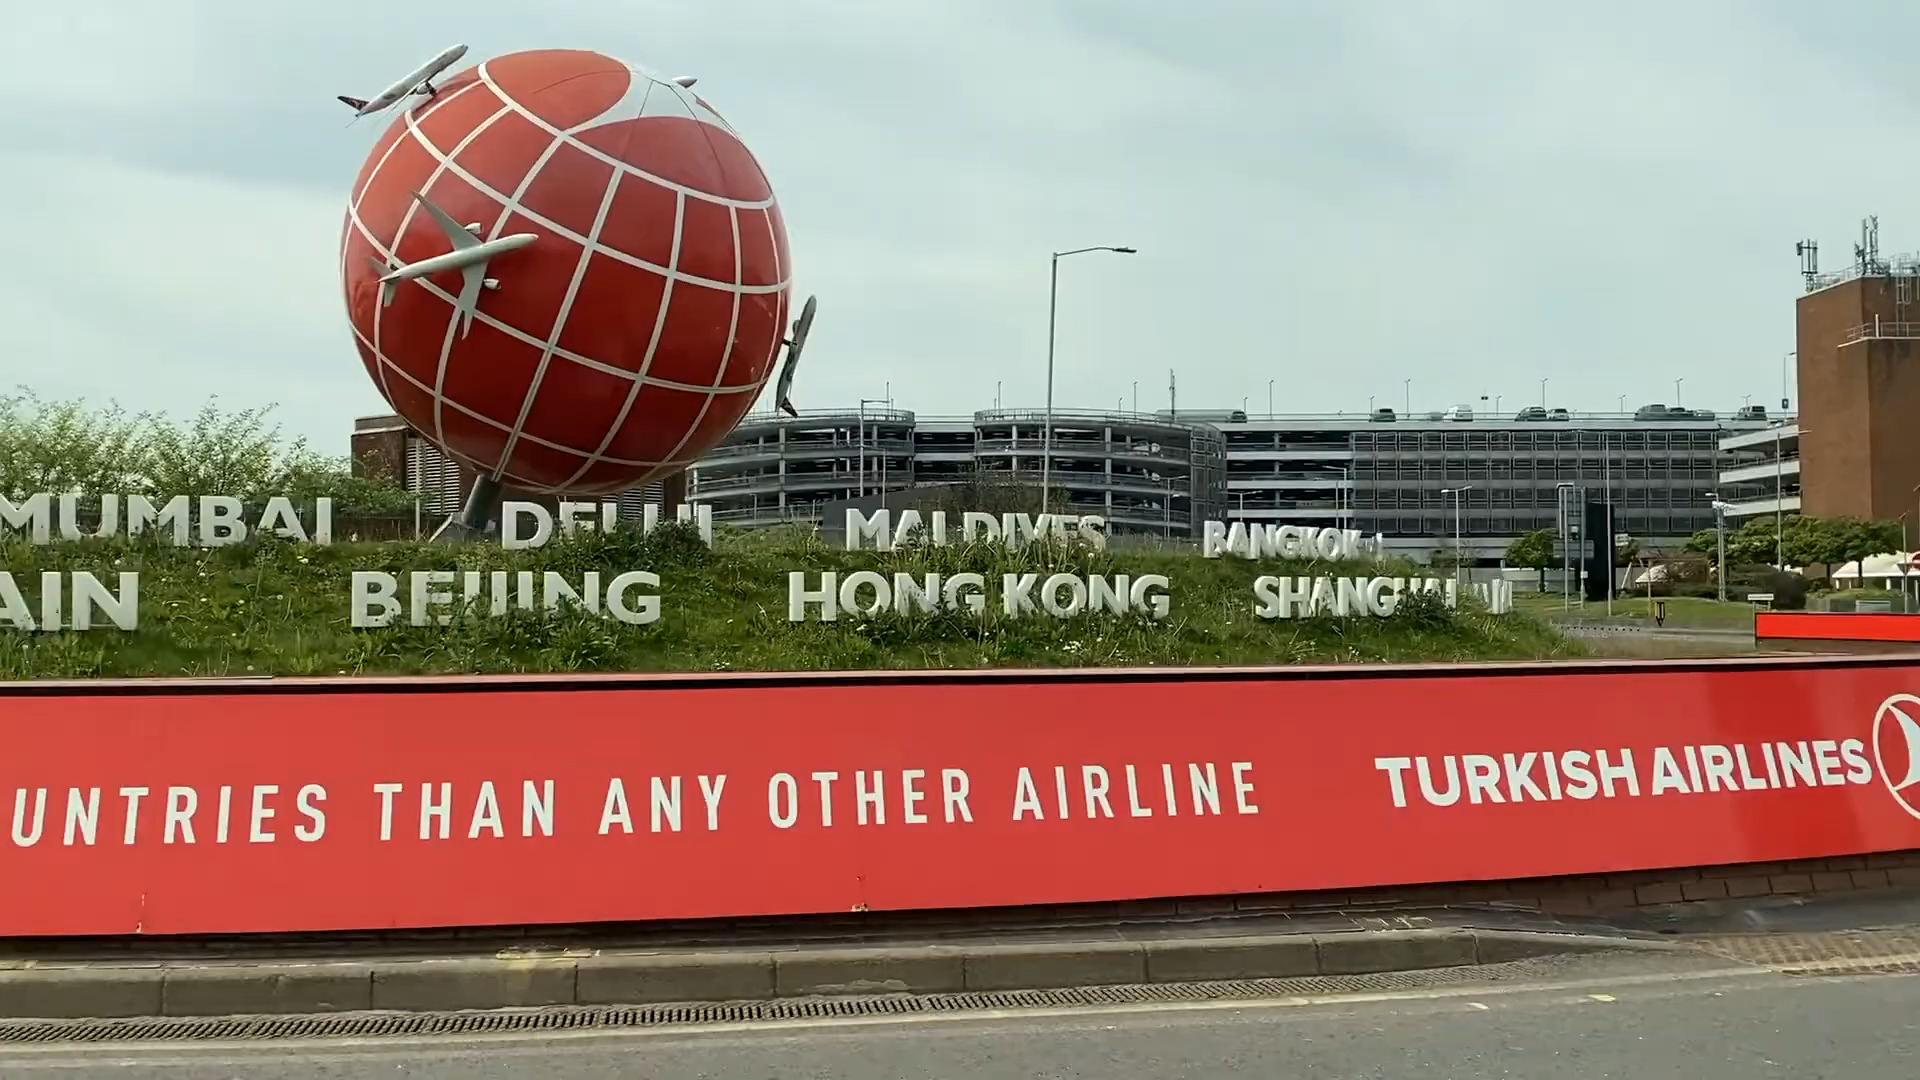 MUMBAI DELHI MALDIVES BANGKOK
AIN BEIJING HONG KONG SHANGHAI
UNTRIES THAN ANY OTHER AIRLINE TURKISH AIRLINES